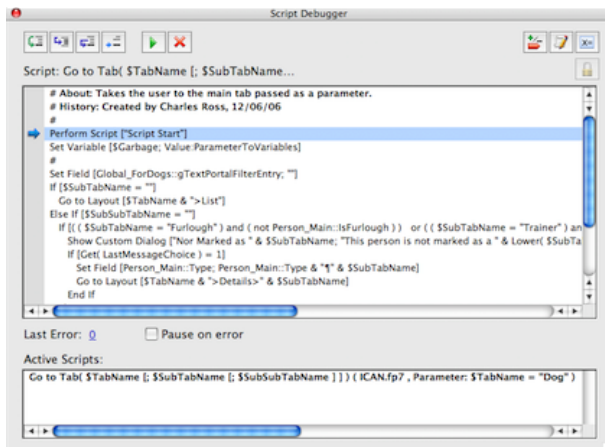 Script Debugger
Script: Go to Tab( $TabName [; $SubTabName...
# About: Takes the user to the main tab passed as a parameter.
# History: Created by Charles Ross, 12/06/06
#
Perform Script ["Script Start"]
Set Variable [$Garbage; Value:ParameterToVariables]
#
Set Field [Global_ForDogs::gTextPortalFilterEntry; ""]
If [$SubTabName = ""]
Go to Layout [$TabName & ">List"]
Else If [$SubSubTabName = ""]
If [( ( $SubTabName = "Furlough" ) and ( not Person_Main::IsFurlough ) ) or ( ( $SubTabName = "Trainer" ) an
Show Custom Dialog ["Nor Marked as " & $SubTabName; "This person is not marked as a " & Lower( $SubTa
If [Get( LastMessageChoice ) = 1]
Set Field [Person_Main::Type; Person_Main::Type & "¶" & $SubTabName]
Go to Layout [$TabName & ">Details>" & $SubTabName]
End If
Last Error: 0
Pause on error
Active Scripts:
Go to Tab( $TabName [; $SubTabName [; $SubSubTabName ] ] ) ( ICAN.fp7 , Parameter: $TabName = "Dog" )